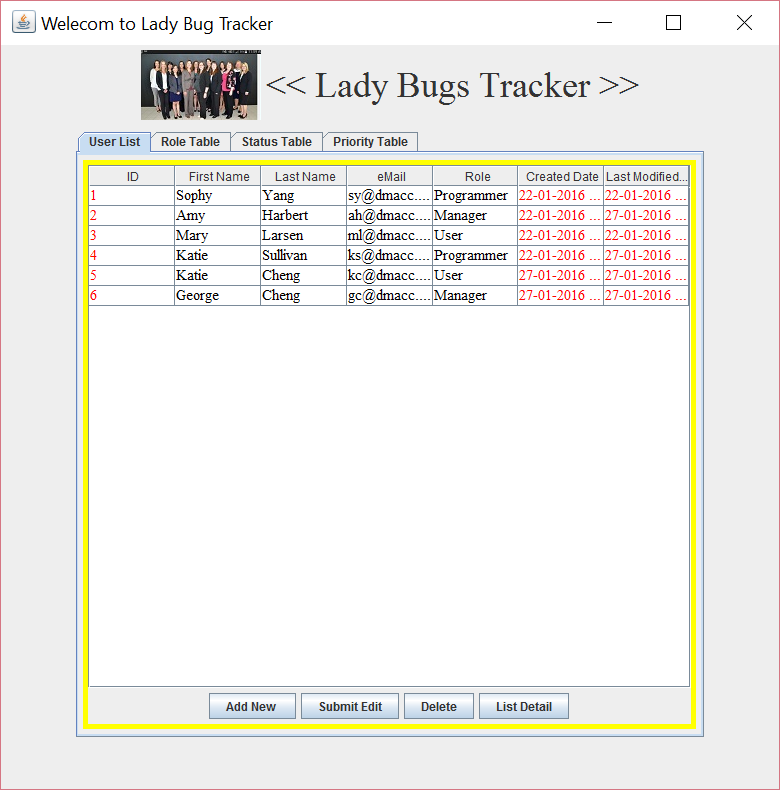 Welecom to Lady Bug Tracker
<< Lady Bugs Tracker >>
User List Role Table Status Table Priority Table
ID First Name Last Name eMail Role Created Date Last Modified...
1 Sophy Yang sy@dmacc.... Programmer 22-01-2016 ... 22-01-2016 ...
2 Amy Harbert ah@dmacc.... Manager 22-01-2016 ... 27-01-2016 ...
3 Mary Larsen ml@dmacc.... User 22-01-2016 ... 22-01-2016 ...
4 Katie Sullivan ks@dmacc.... Programmer 22-01-2016 ... 22-01-2016 ...
5 Katie Cheng kc@dmacc.... User 27-01-2016 ... 27-01-2016 ...
6 George Cheng gc@dmacc.... Manager 27-01-2016 ... 27-01-2016 ...
Add New Submit Edit Delete List Detail